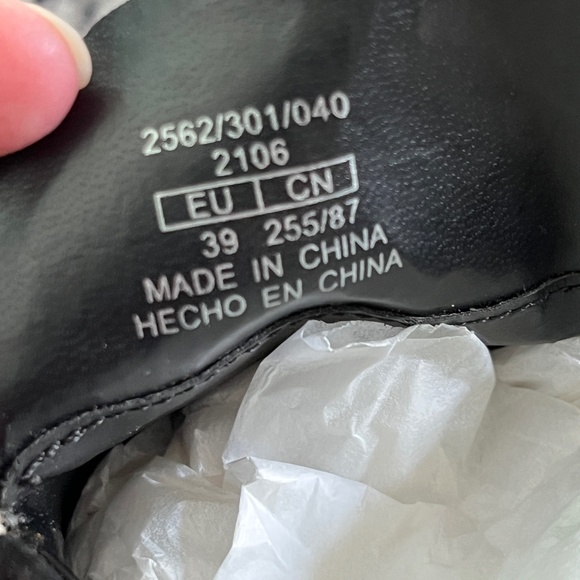 2562/301/040
2106
EU CN
39 255/87
MADE IN CHINA
HECHO EN CHINA